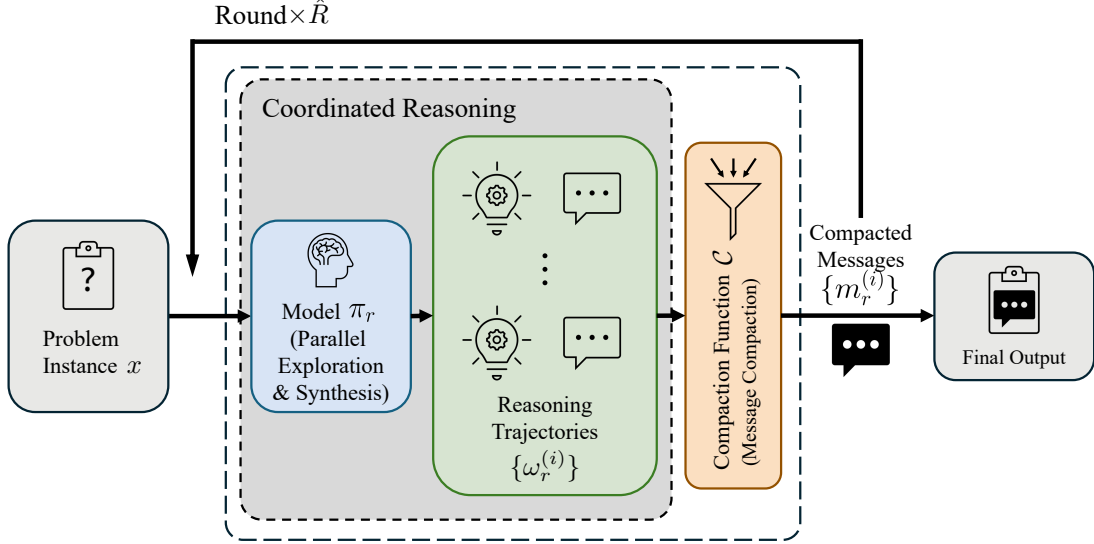 Round×R̂
Coordinated Reasoning
?
Problem
Instance x
Model π_r
(Parallel
Exploration
& Synthesis)
Reasoning
Trajectories
{ω_r^{(i)}}
Compaction Function 𝒞
(Message Compaction)
Compacted
Messages
{m_r^{(i)}}
Final Output